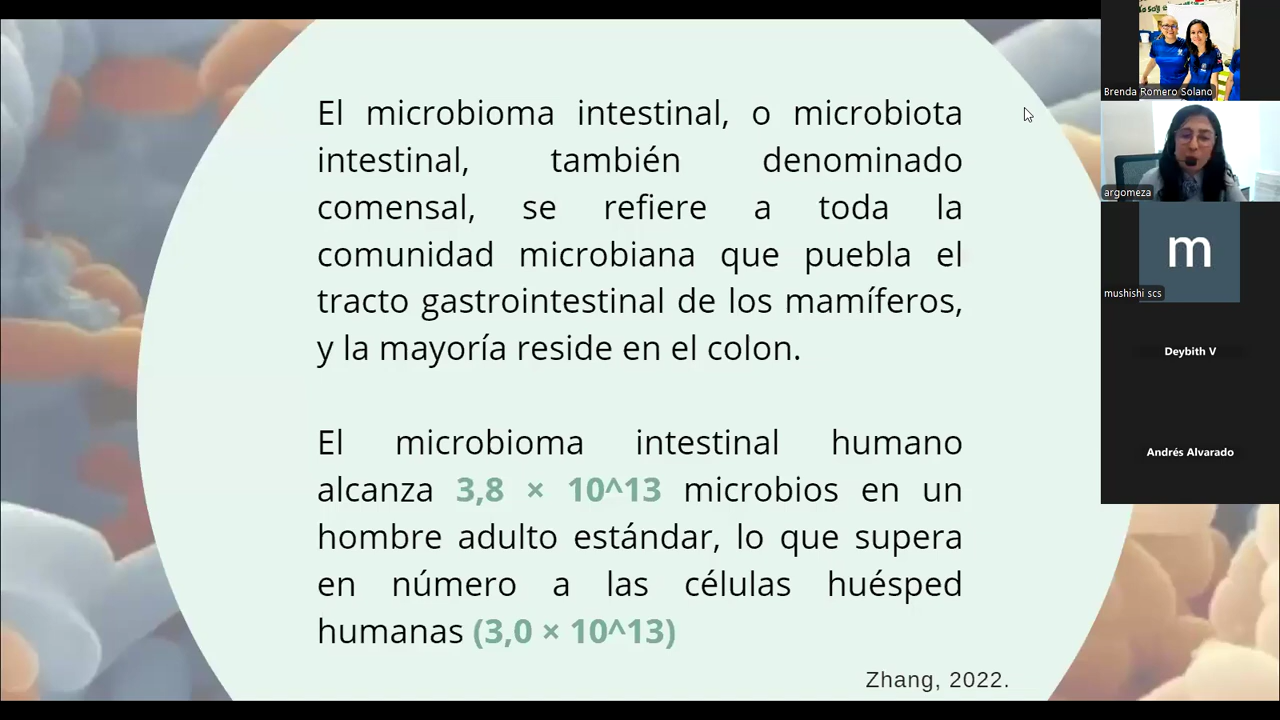 El microbioma intestinal, o microbiota
intestinal, también denominado
comensal, se refiere a toda la
comunidad microbiana que puebla el
tracto gastrointestinal de los mamíferos,
y la mayoría reside en el colon.
El microbioma intestinal humano
alcanza 3,8 × 10^13 microbios en un
hombre adulto estándar, lo que supera
en número a las células huésped
humanas (3,0 × 10^13)
Zhang, 2022.
Brenda Romero Solano
argomeza
m
mushishi scs
Deybith V
Andrés Alvarado